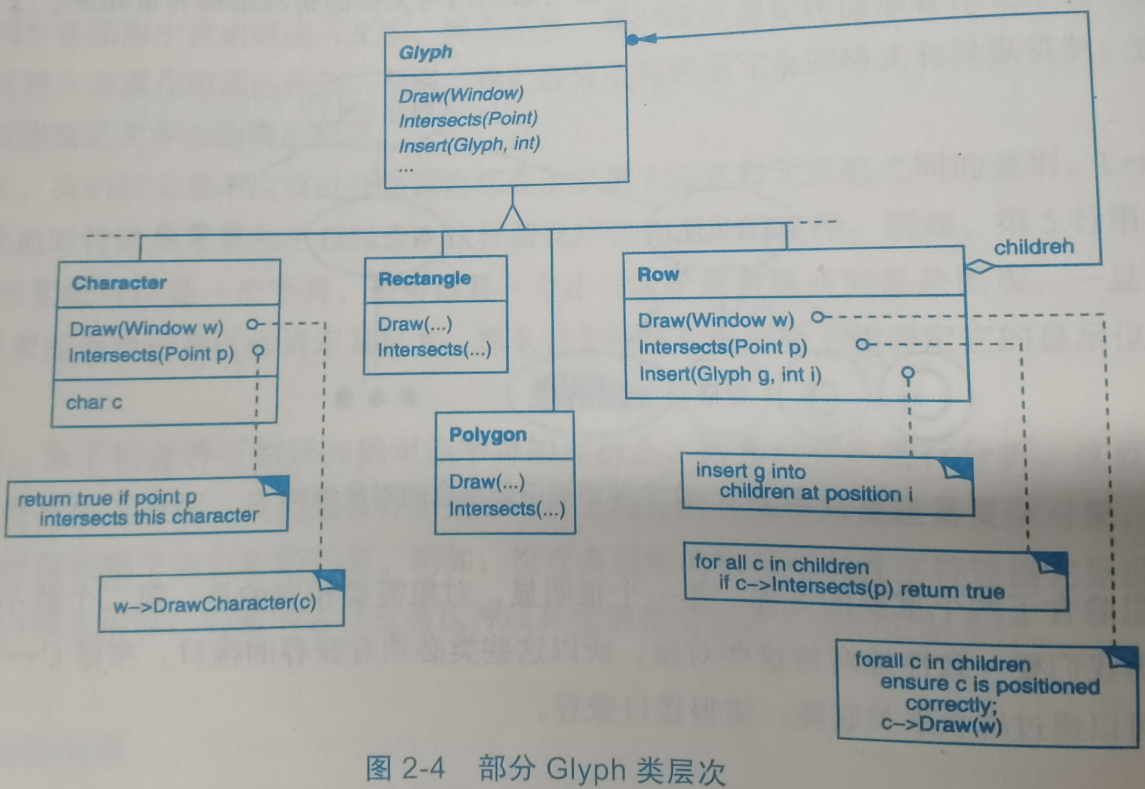 Glyph
Draw(Window)
Intersects(Point)
Insert(Glyph, int)
...
childreh
Character
Draw(Window w)
Intersects(Point p)
char c
Rectangle
Draw(...)
Intersects(...)
Row
Draw(Window w)
Intersects(Point p)
Insert(Glyph g, int i)
Polygon
Draw(...)
Intersects(...)
return true if point p
intersects this character
w->DrawCharacter(c)
insert g into
children at position i
for all c in children
if c->Intersects(p) return true
forall c in children
ensure c is positioned
correctly;
c->Draw(w)
图 2-4 部分 Glyph 类层次